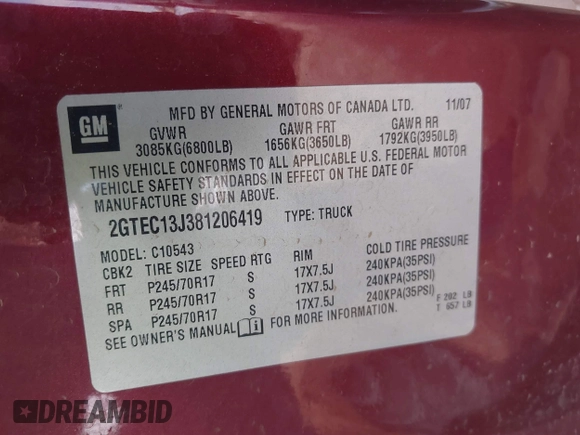 GM
MFD BY GENERAL MOTORS OF CANADA LTD. 11/07
GVWR GAWR FRT GAWR RR
3085KG(6800LB) 1656KG(3650LB) 1792KG(3950LB)
THIS VEHICLE CONFORMS TO ALL APPLICABLE U.S. FEDERAL MOTOR
VEHICLE SAFETY STANDARDS IN EFFECT ON THE DATE OF
MANUFACTURE SHOWN ABOVE.
2GTEC13J381206419 TYPE: TRUCK
MODEL: C10543
CBK2 TIRE SIZE SPEED RTG RIM COLD TIRE PRESSURE
FRT P245/70R17 S 17X7.5J 240KPA(35PSI)
RR P245/70R17 S 17X7.5J 240KPA(35PSI)
SPA P245/70R17 S 17X7.5J 240KPA(35PSI)
SEE OWNER'S MANUAL i FOR MORE INFORMATION.
F 202 LB
T 657 LB
DREAMBID